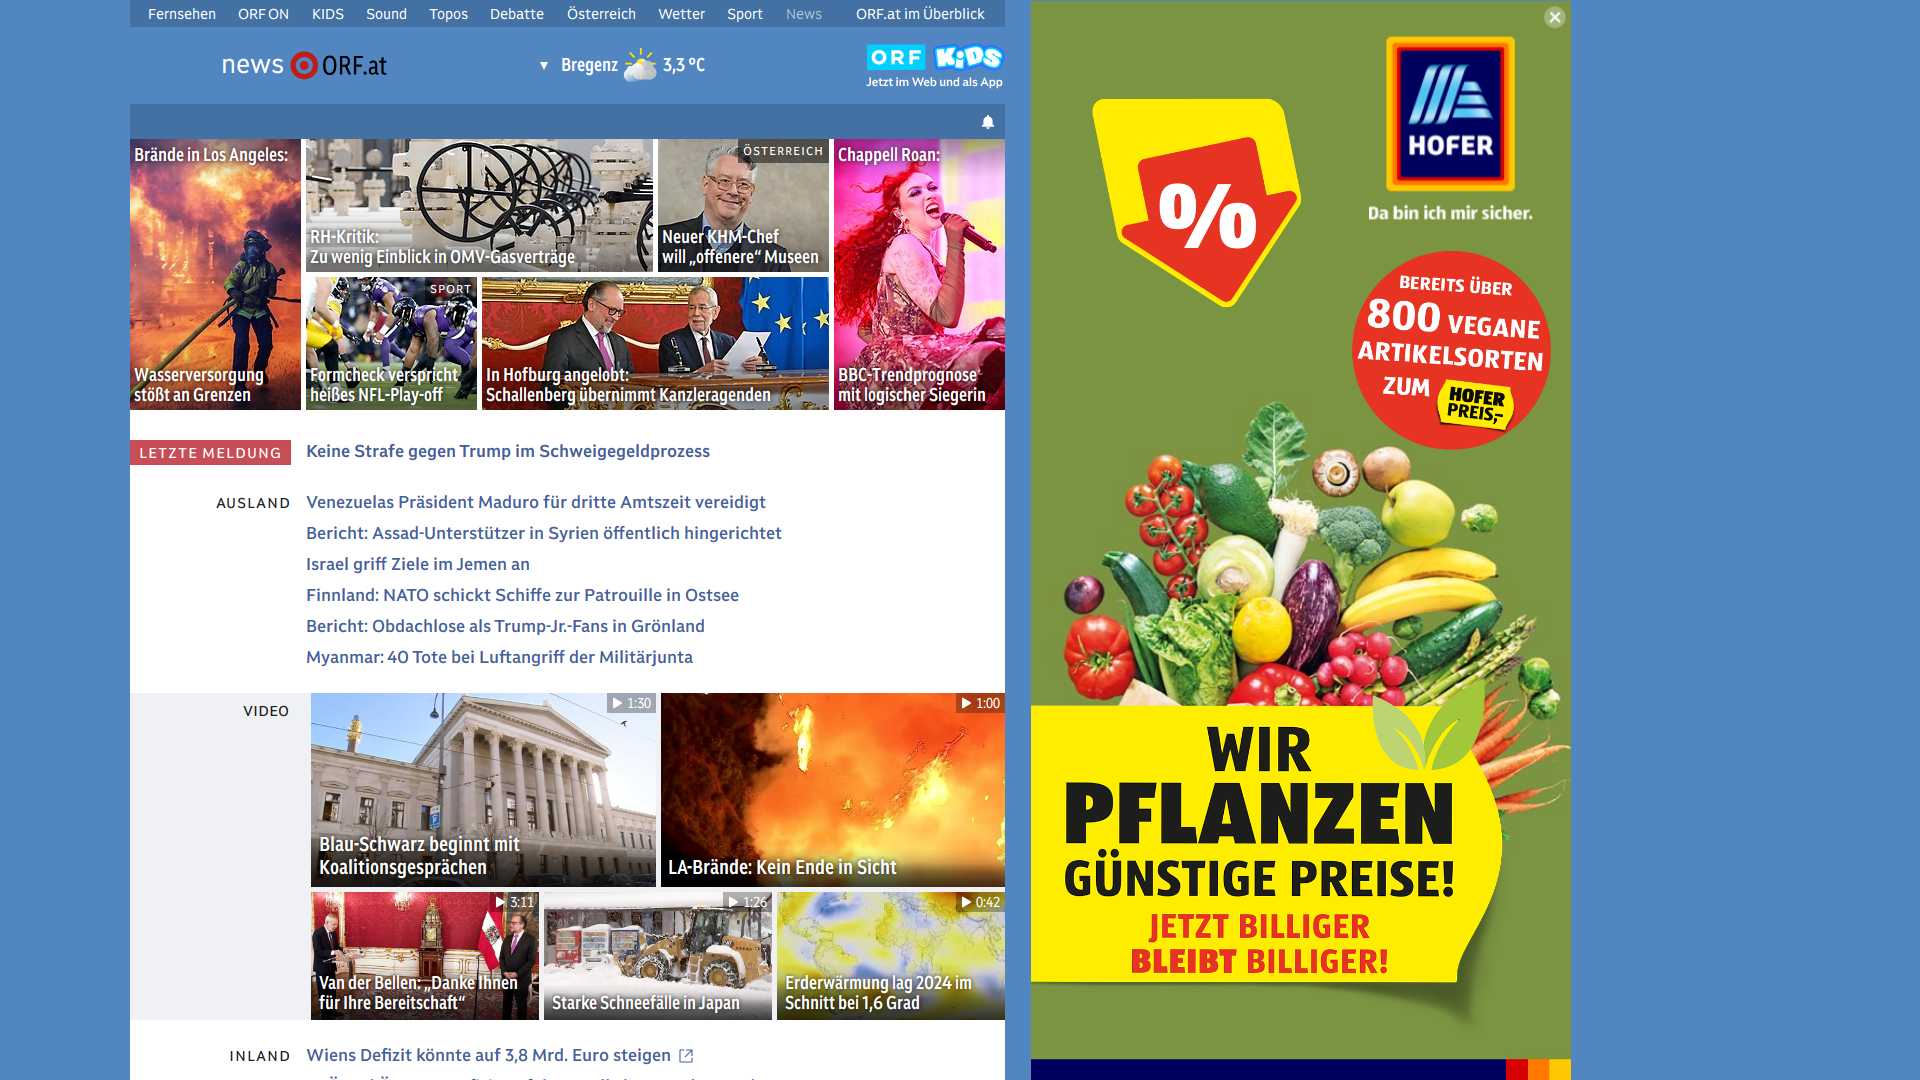 Fernsehen ORF ON KIDS Sound Topos Debatte Österreich Wetter Sport News ORF.at im Überblick
news ORF.at
Bregenz 3,3 °C
ORF KiDS
Jetzt im Web und als App
Brände in Los Angeles:
Wasserversorgung
stößt an Grenzen
RH-Kritik:
Zu wenig Einblick in OMV-Gasverträge
ÖSTERREICH
Neuer KHM-Chef
will „offenere“ Museen
Chappell Roan:
BBC-Trendprognose
mit logischer Siegerin
SPORT
Formcheck verspricht
heißes NFL-Play-off
In Hofburg angelobt:
Schallenberg übernimmt Kanzleragenden
LETZTE MELDUNG
Keine Strafe gegen Trump im Schweigegeldprozess
AUSLAND
Venezuelas Präsident Maduro für dritte Amtszeit vereidigt
Bericht: Assad-Unterstützer in Syrien öffentlich hingerichtet
Israel griff Ziele im Jemen an
Finnland: NATO schickt Schiffe zur Patrouille in Ostsee
Bericht: Obdachlose als Trump-Jr.-Fans in Grönland
Myanmar: 40 Tote bei Luftangriff der Militärjunta
VIDEO
1:30
Blau-Schwarz beginnt mit
Koalitionsgesprächen
1:00
LA-Brände: Kein Ende in Sicht
3:11
Van der Bellen: „Danke Ihnen
für Ihre Bereitschaft“
1:26
Starke Schneefälle in Japan
0:42
Erderwärmung lag 2024 im
Schnitt bei 1,6 Grad
INLAND
Wiens Defizit könnte auf 3,8 Mrd. Euro steigen
%
HOFER
Da bin ich mir sicher.
BEREITS ÜBER
800 VEGANE
ARTIKELSORTEN
ZUM HOFER
PREIS,-
WIR
PFLANZEN
GÜNSTIGE PREISE!
JETZT BILLIGER
BLEIBT BILLIGER!